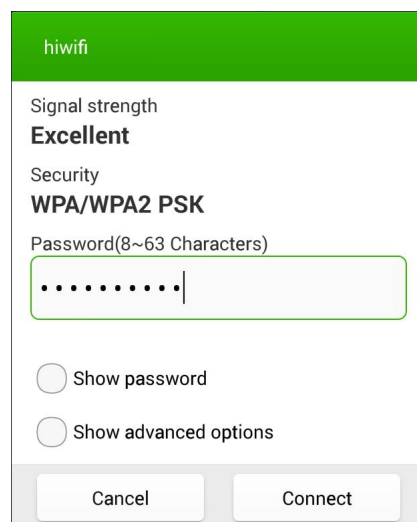 hiwifi
Signal strength
Excellent
Security
WPA/WPA2 PSK
Password(8~63 Characters)
••••••••••
Show password
Show advanced options
Cancel
Connect